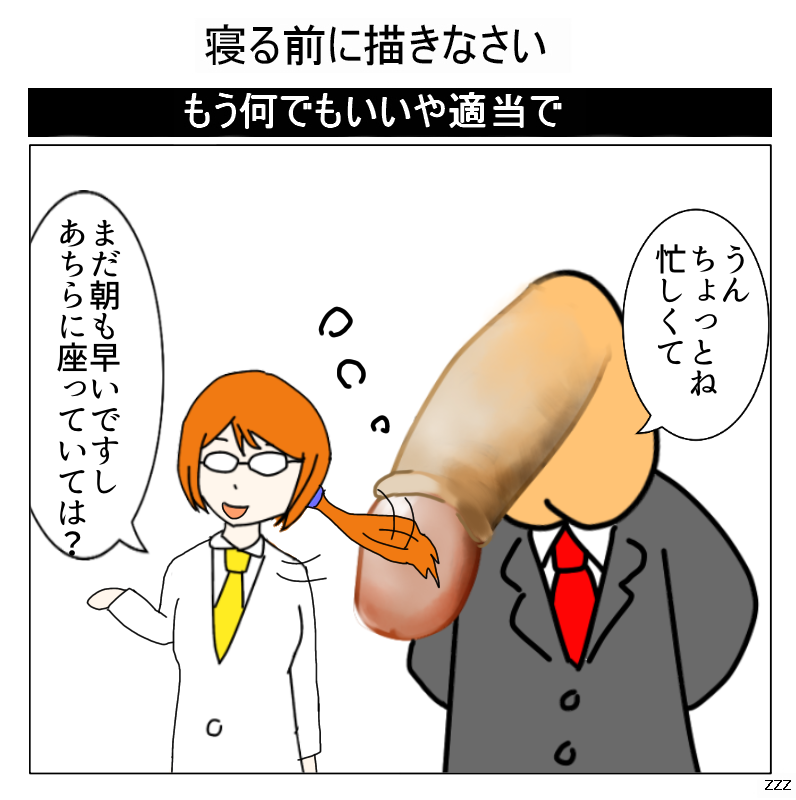 寝る前に描きなさい
もう何でもいいや適当で
うん
ちょっとね
忙しくて
まだ朝も早いですし
あちらに座っていては?
zzz